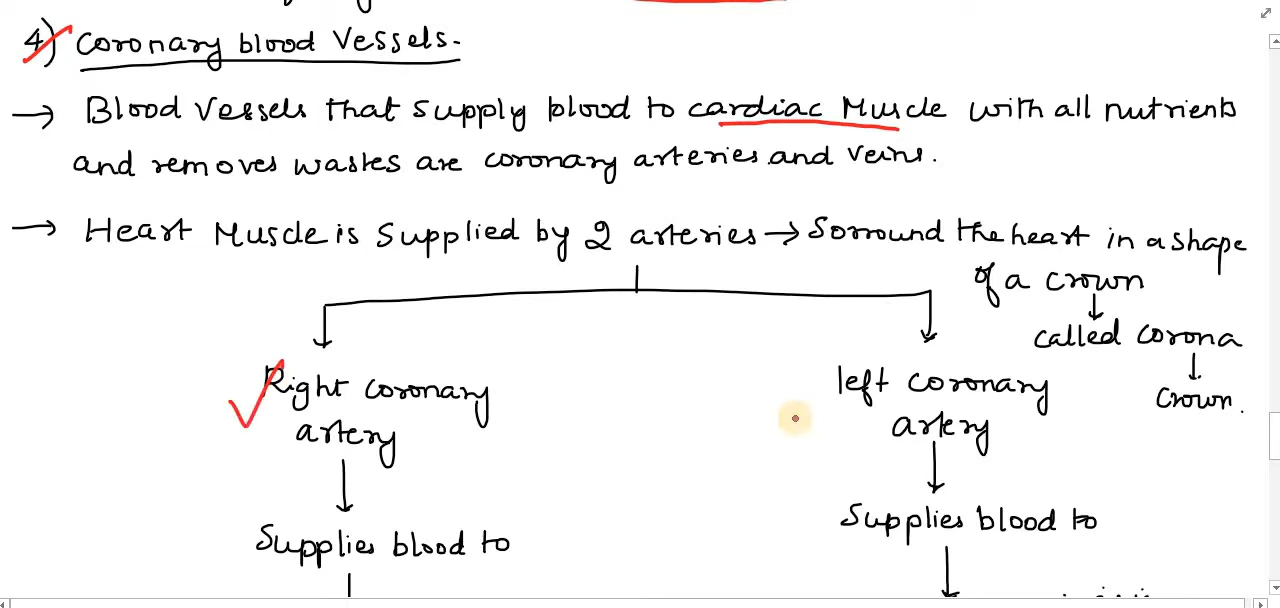 4) Coronary blood Vessels.
→ Blood Vessels that supply blood to cardiac Muscle with all nutrients
and removes wastes are coronary arteries and veins.
→ Heart Muscle is supplied by 2 arteries → Sorround the heart in a shape
of a crown
called corona
crown.
Right coronary
artery
Supplies blood to
left coronary
artery
Supplies blood to